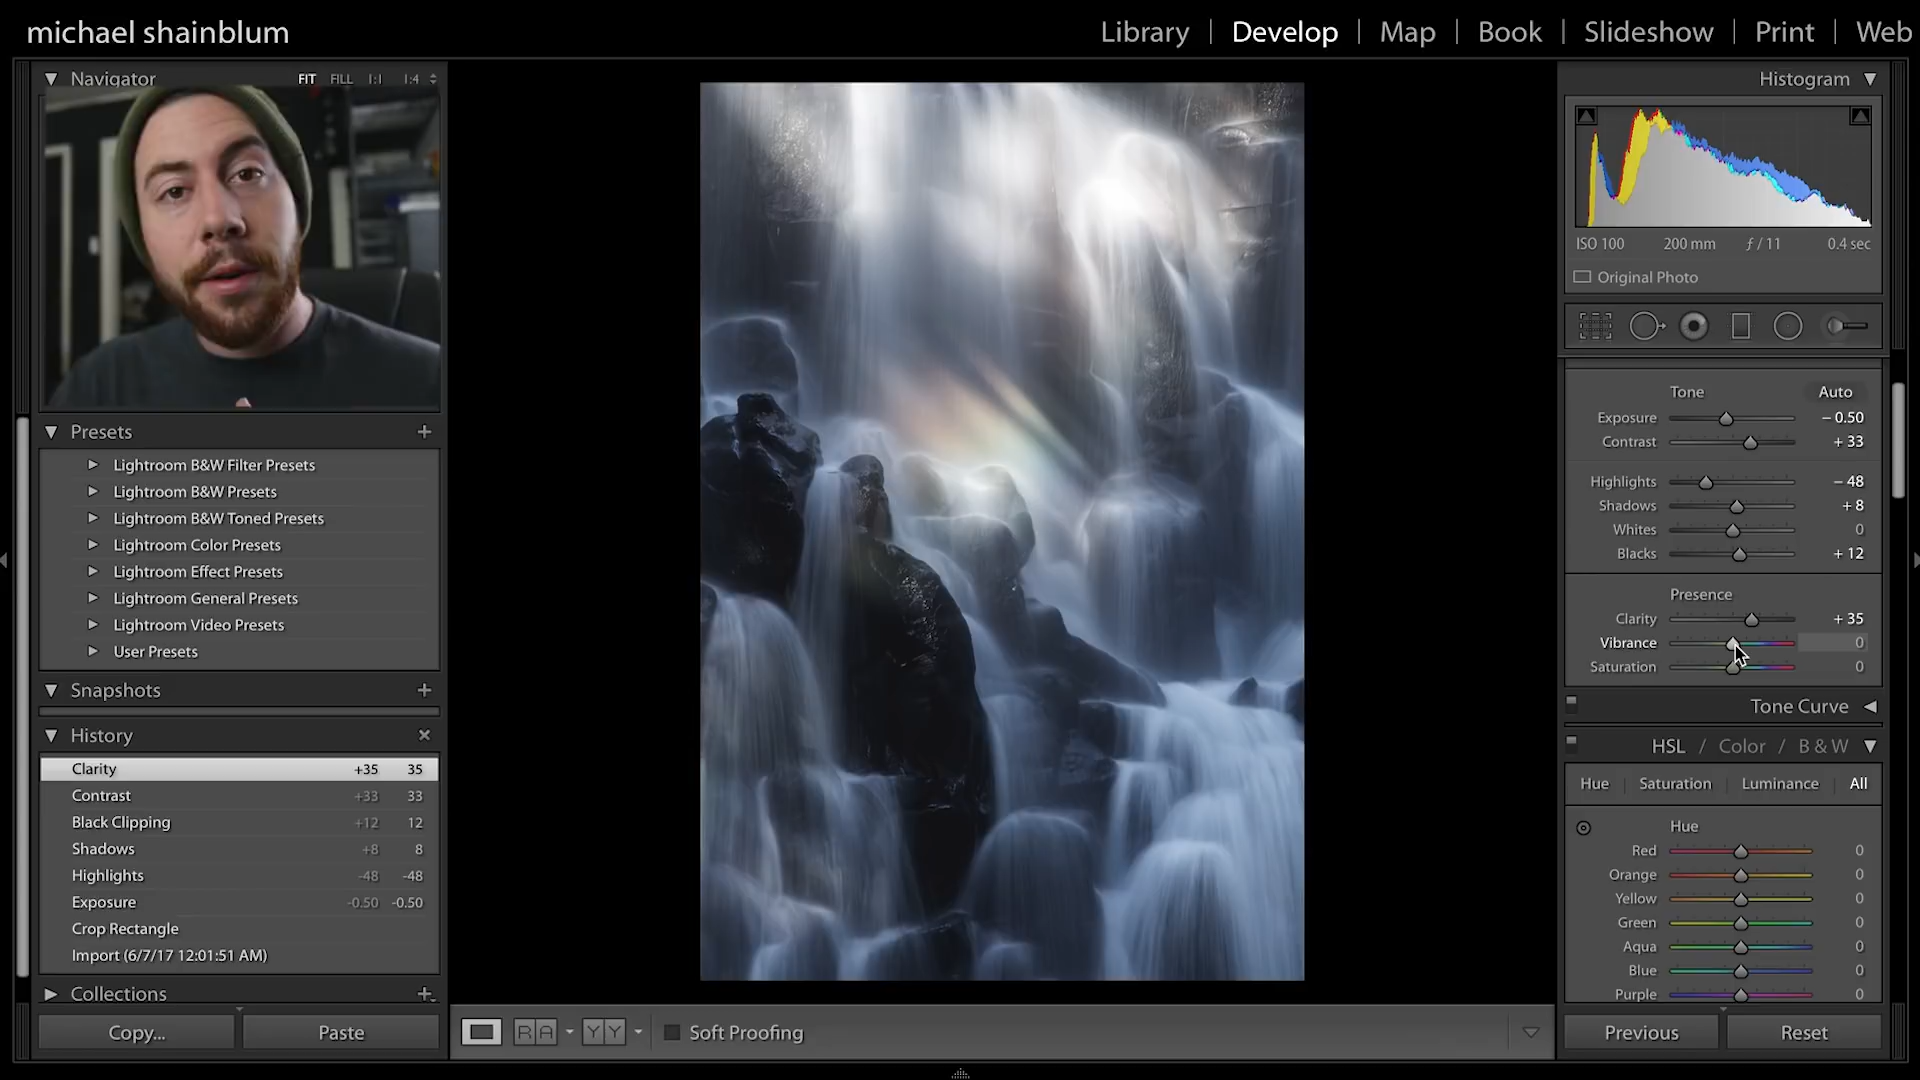 michael shainblum
Library | Develop | Map | Book | Slideshow | Print | Web
Navigator FIT FILL 1:1 1:4
Presets +
Lightroom B&W Filter Presets
Lightroom B&W Presets
Lightroom B&W Toned Presets
Lightroom Color Presets
Lightroom Effect Presets
Lightroom General Presets
Lightroom Video Presets
User Presets
Snapshots +
History ×
Clarity +35 35
Contrast +33 33
Black Clipping +12 12
Shadows +8 8
Highlights -48 -48
Exposure -0.50 -0.50
Crop Rectangle
Import (6/7/17 12:01:51 AM)
Collections +
Copy... Paste
R A Y Y Soft Proofing
Histogram
ISO 100 200 mm ƒ / 11 0.4 sec
Original Photo
Tone Auto
Exposure – 0.50
Contrast + 33
Highlights – 48
Shadows + 8
Whites 0
Blacks + 12
Presence
Clarity + 35
Vibrance 0
Saturation 0
Tone Curve
HSL / Color / B & W
Hue | Saturation | Luminance | All
Hue
Red 0
Orange 0
Yellow 0
Green 0
Aqua 0
Blue 0
Purple 0
Previous Reset